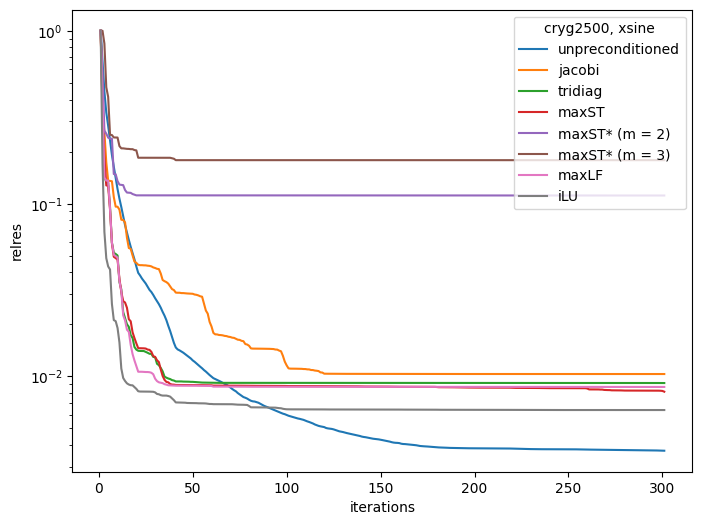 cryg2500, xsine
unpreconditioned
jacobi
tridiag
maxST
maxST* (m = 2)
maxST* (m = 3)
maxLF
iLU
10⁰
10⁻¹
10⁻²
relres
0 50 100 150 200 250 300
iterations